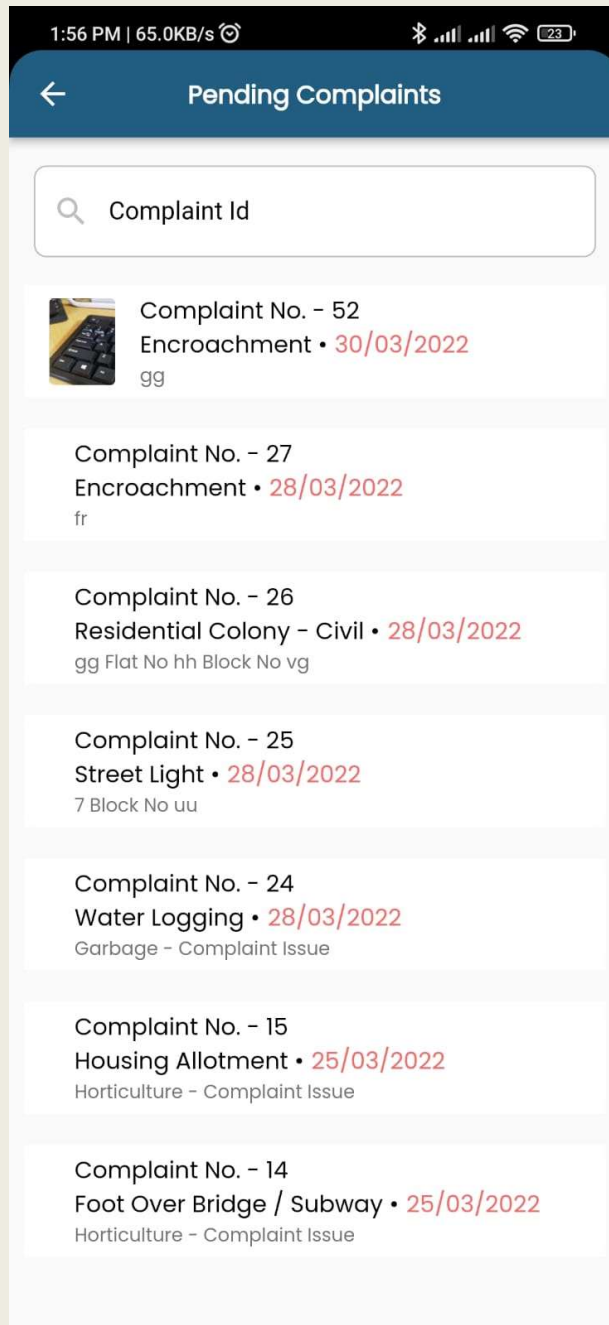 1:56 PM | 65.0KB/s
23
Pending Complaints
Complaint Id
Complaint No. - 52
Encroachment • 30/03/2022
gg
Complaint No. - 27
Encroachment • 28/03/2022
fr
Complaint No. - 26
Residential Colony - Civil • 28/03/2022
gg Flat No hh Block No vg
Complaint No. - 25
Street Light • 28/03/2022
7 Block No uu
Complaint No. - 24
Water Logging • 28/03/2022
Garbage - Complaint Issue
Complaint No. - 15
Housing Allotment • 25/03/2022
Horticulture - Complaint Issue
Complaint No. - 14
Foot Over Bridge / Subway • 25/03/2022
Horticulture - Complaint Issue